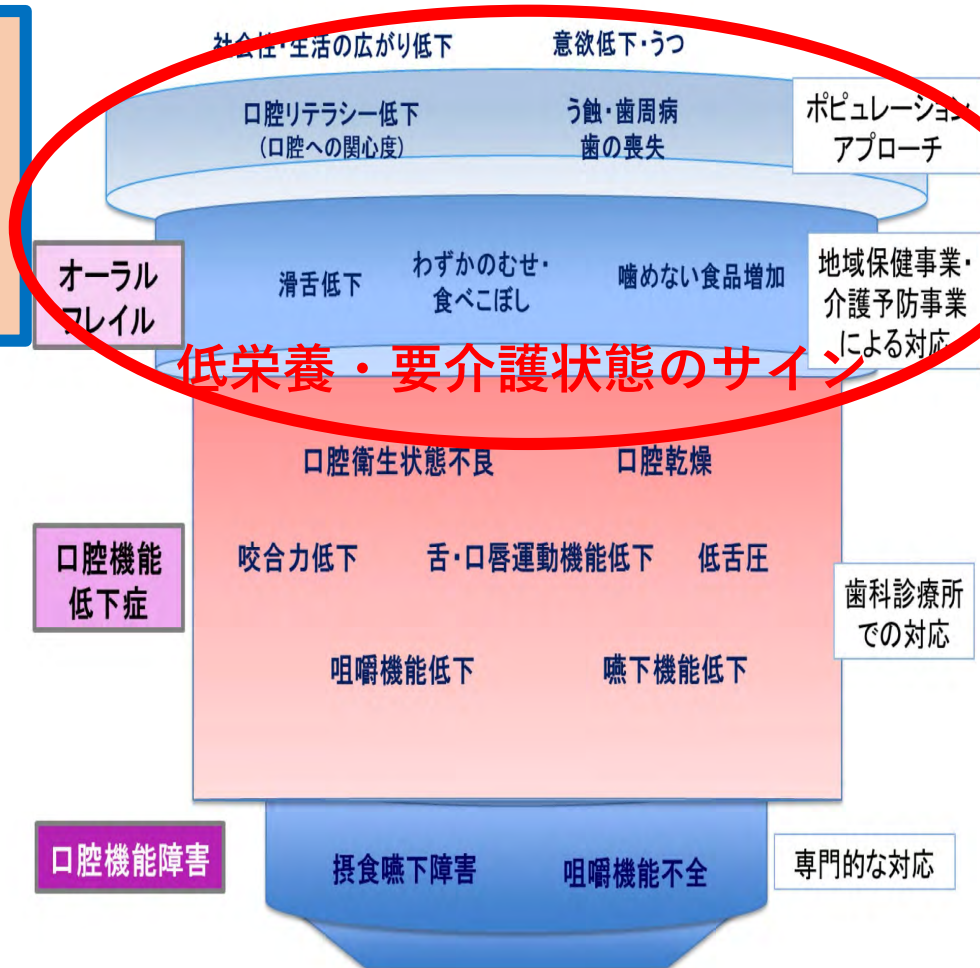 社会性・生活の広がり低下
意欲低下・うつ
口腔リテラシー低下
(口腔への関心度)
う蝕・歯周病
歯の喪失
ポピュレーション
アプローチ
オーラル
フレイル
滑舌低下
わずかのむせ・
食べこぼし
噛めない食品増加
地域保健事業・
介護予防事業
による対応
低栄養・要介護状態のサイン
口腔衛生状態不良
口腔乾燥
口腔機能
低下症
咬合力低下
舌・口唇運動機能低下
低舌圧
歯科診療所
での対応
咀嚼機能低下
嚥下機能低下
口腔機能障害
摂食嚥下障害
咀嚼機能不全
専門的な対応